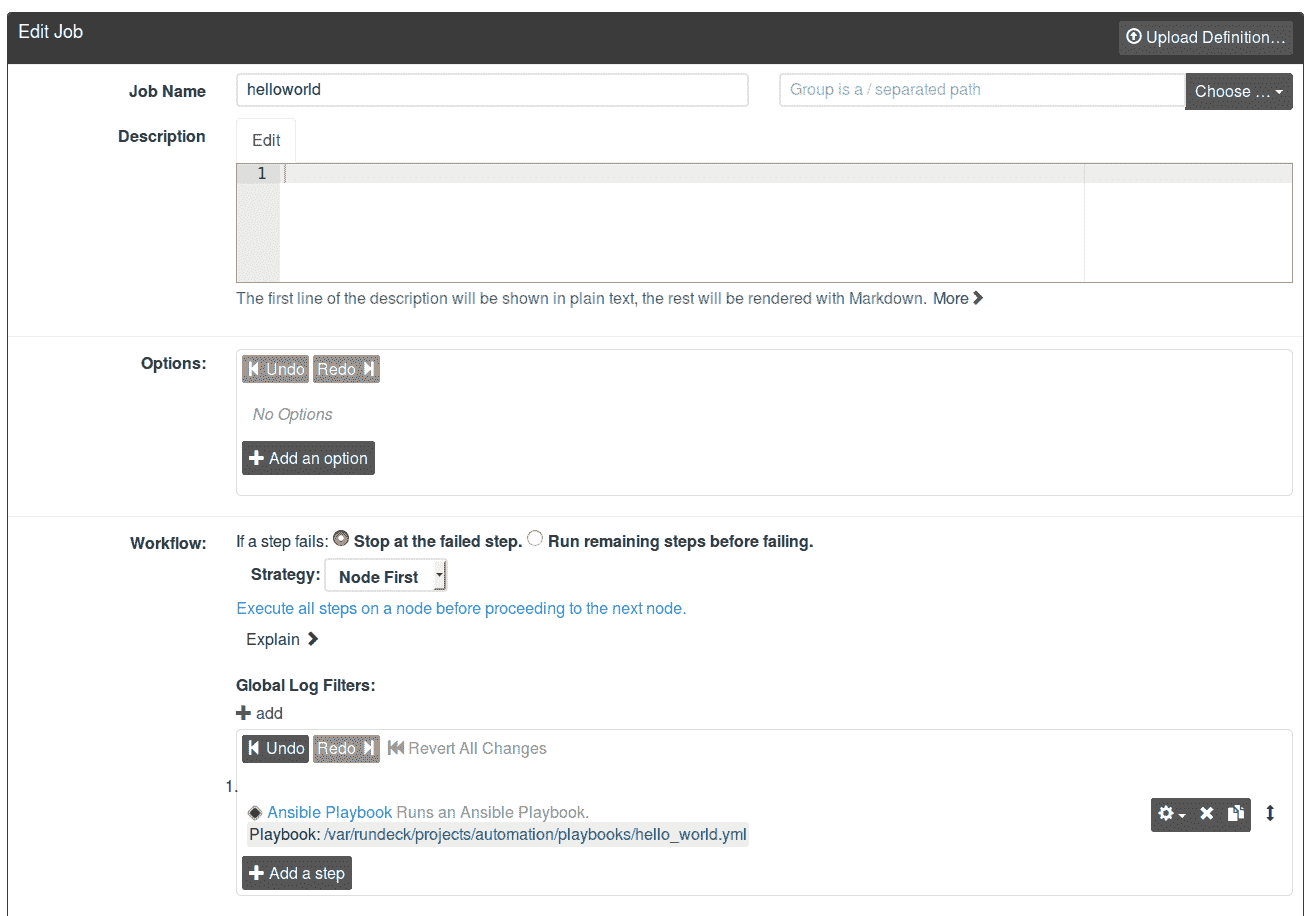 Edit Job
Upload Definition…
Job Name
helloworld
Group is a / separated path
Choose … 
Description
Edit
1
The first line of the description will be shown in plain text, the rest will be rendered with Markdown. More
Options:
Undo Redo
No Options
Add an option
Workflow:
If a step fails: Stop at the failed step. Run remaining steps before failing.
Strategy: Node First
Execute all steps on a node before proceeding to the next node.
Explain
Global Log Filters:
add
Undo Redo Revert All Changes
1.
Ansible Playbook Runs an Ansible Playbook.
Playbook: /var/rundeck/projects/automation/playbooks/hello_world.yml
Add a step